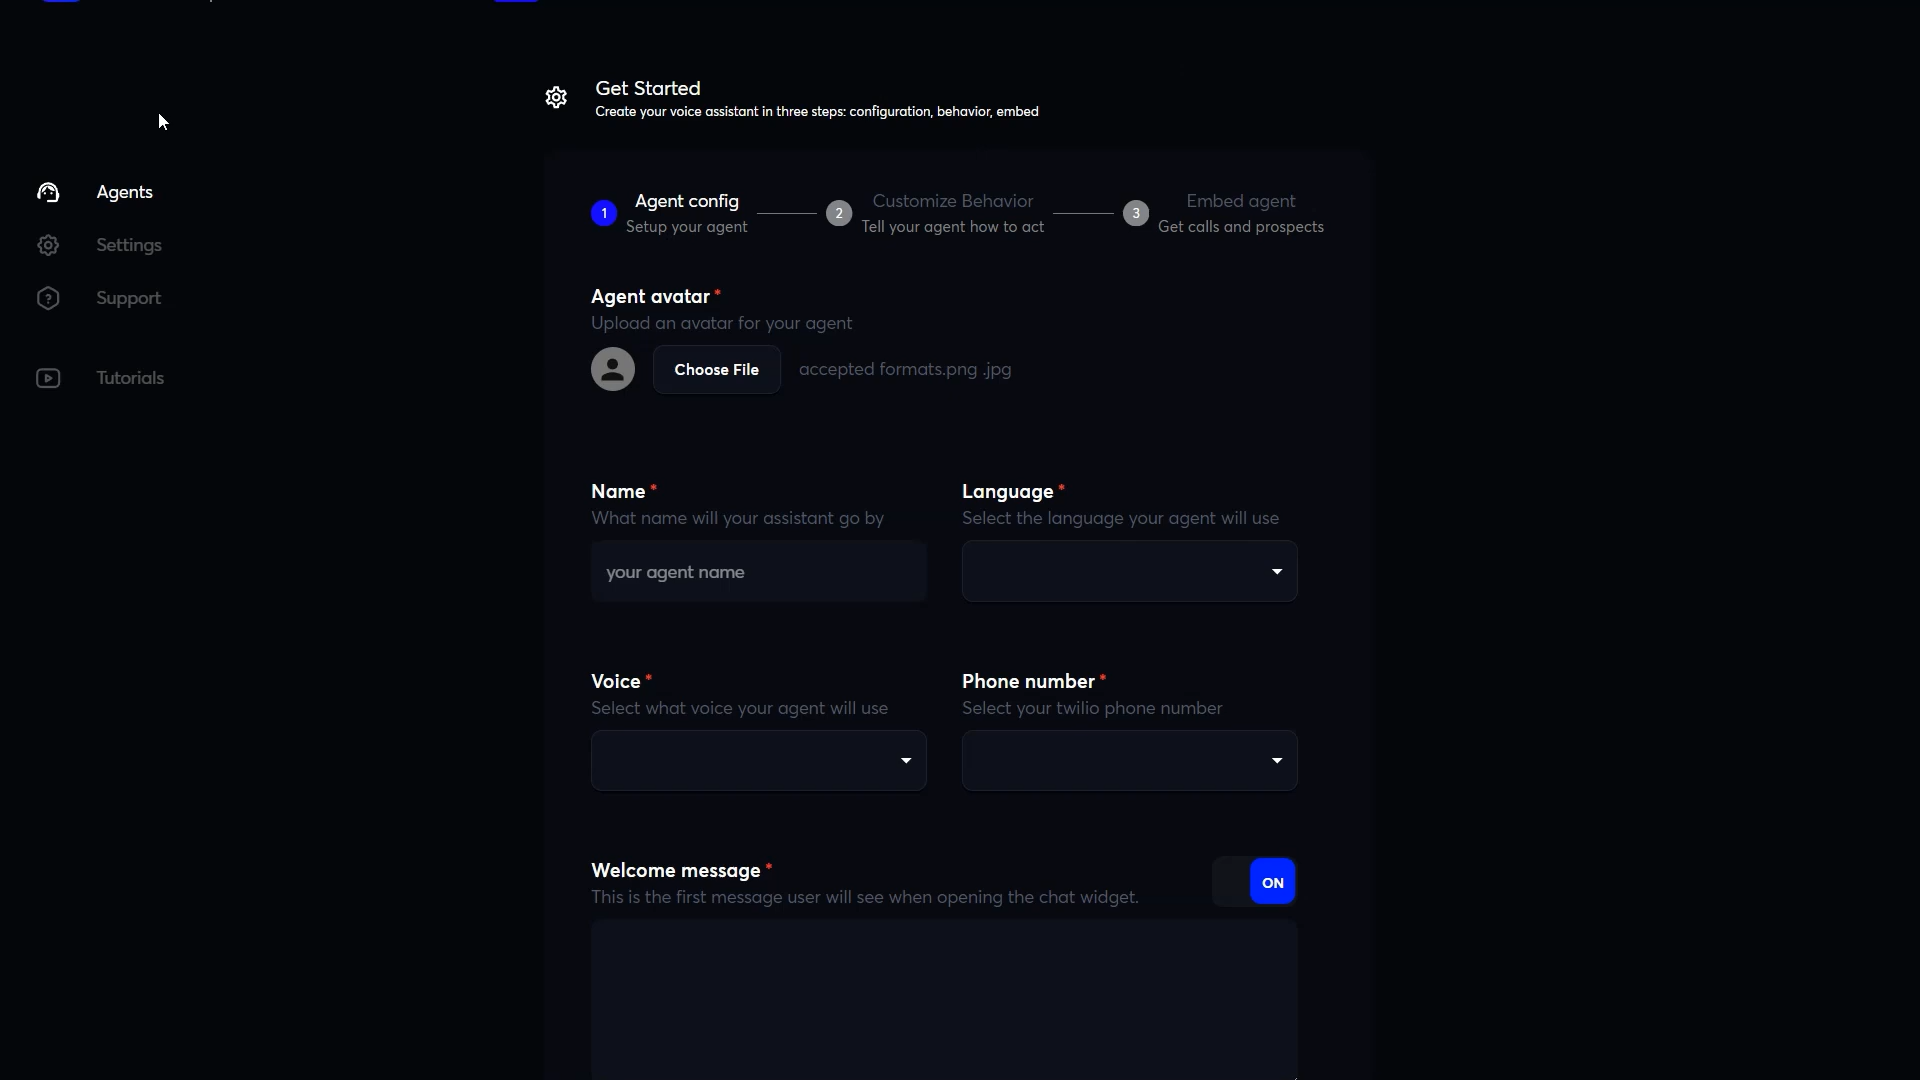 Get Started
Create your voice assistant in three steps: configuration, behavior, embed
Agents
Settings
Support
Tutorials
1
Agent config
Setup your agent
2
Customize Behavior
Tell your agent how to act
3
Embed agent
Get calls and prospects
Agent avatar *
Upload an avatar for your agent
Choose File
accepted formats.png .jpg
Name *
What name will your assistant go by
your agent name
Language *
Select the language your agent will use
Voice *
Select what voice your agent will use
Phone number *
Select your twilio phone number
Welcome message *
This is the first message user will see when opening the chat widget.
ON